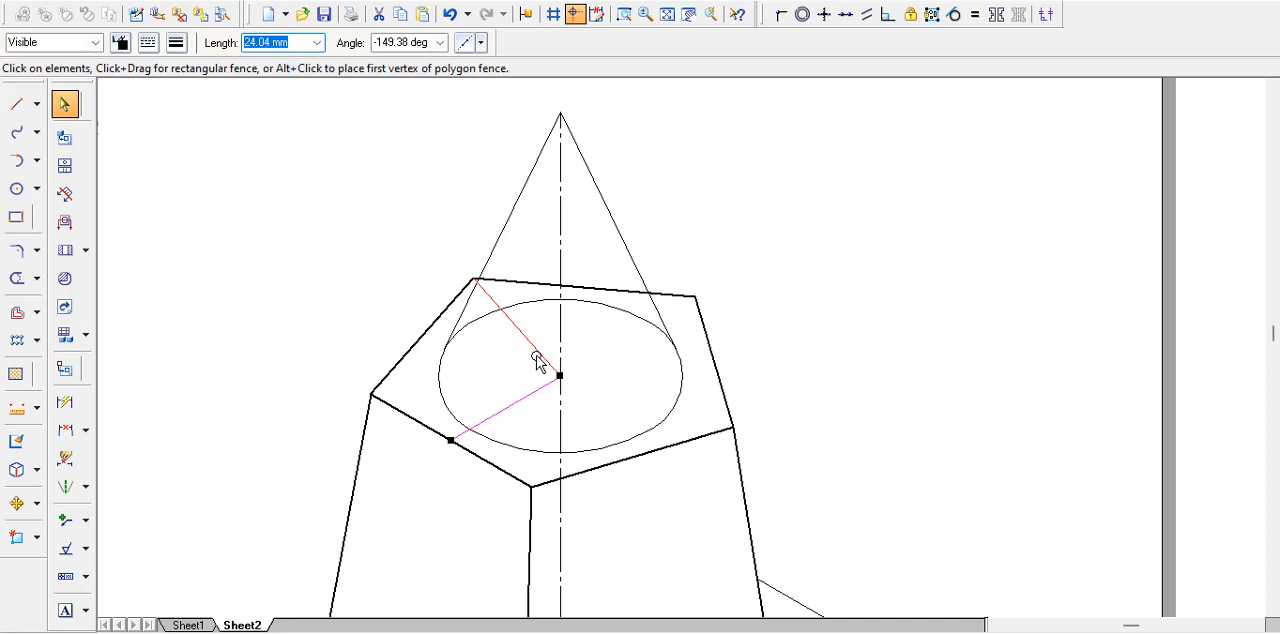 Visible Length: 24.04 mm Angle: -149.38 deg
Click on elements, Click+Drag for rectangular fence, or Alt+Click to place first vertex of polygon fence.
A
Sheet1 Sheet2